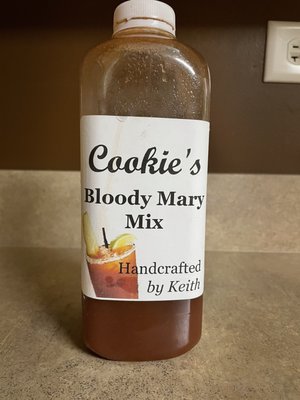 Cookie's
Bloody Mary
Mix
Handcrafted
by Keith